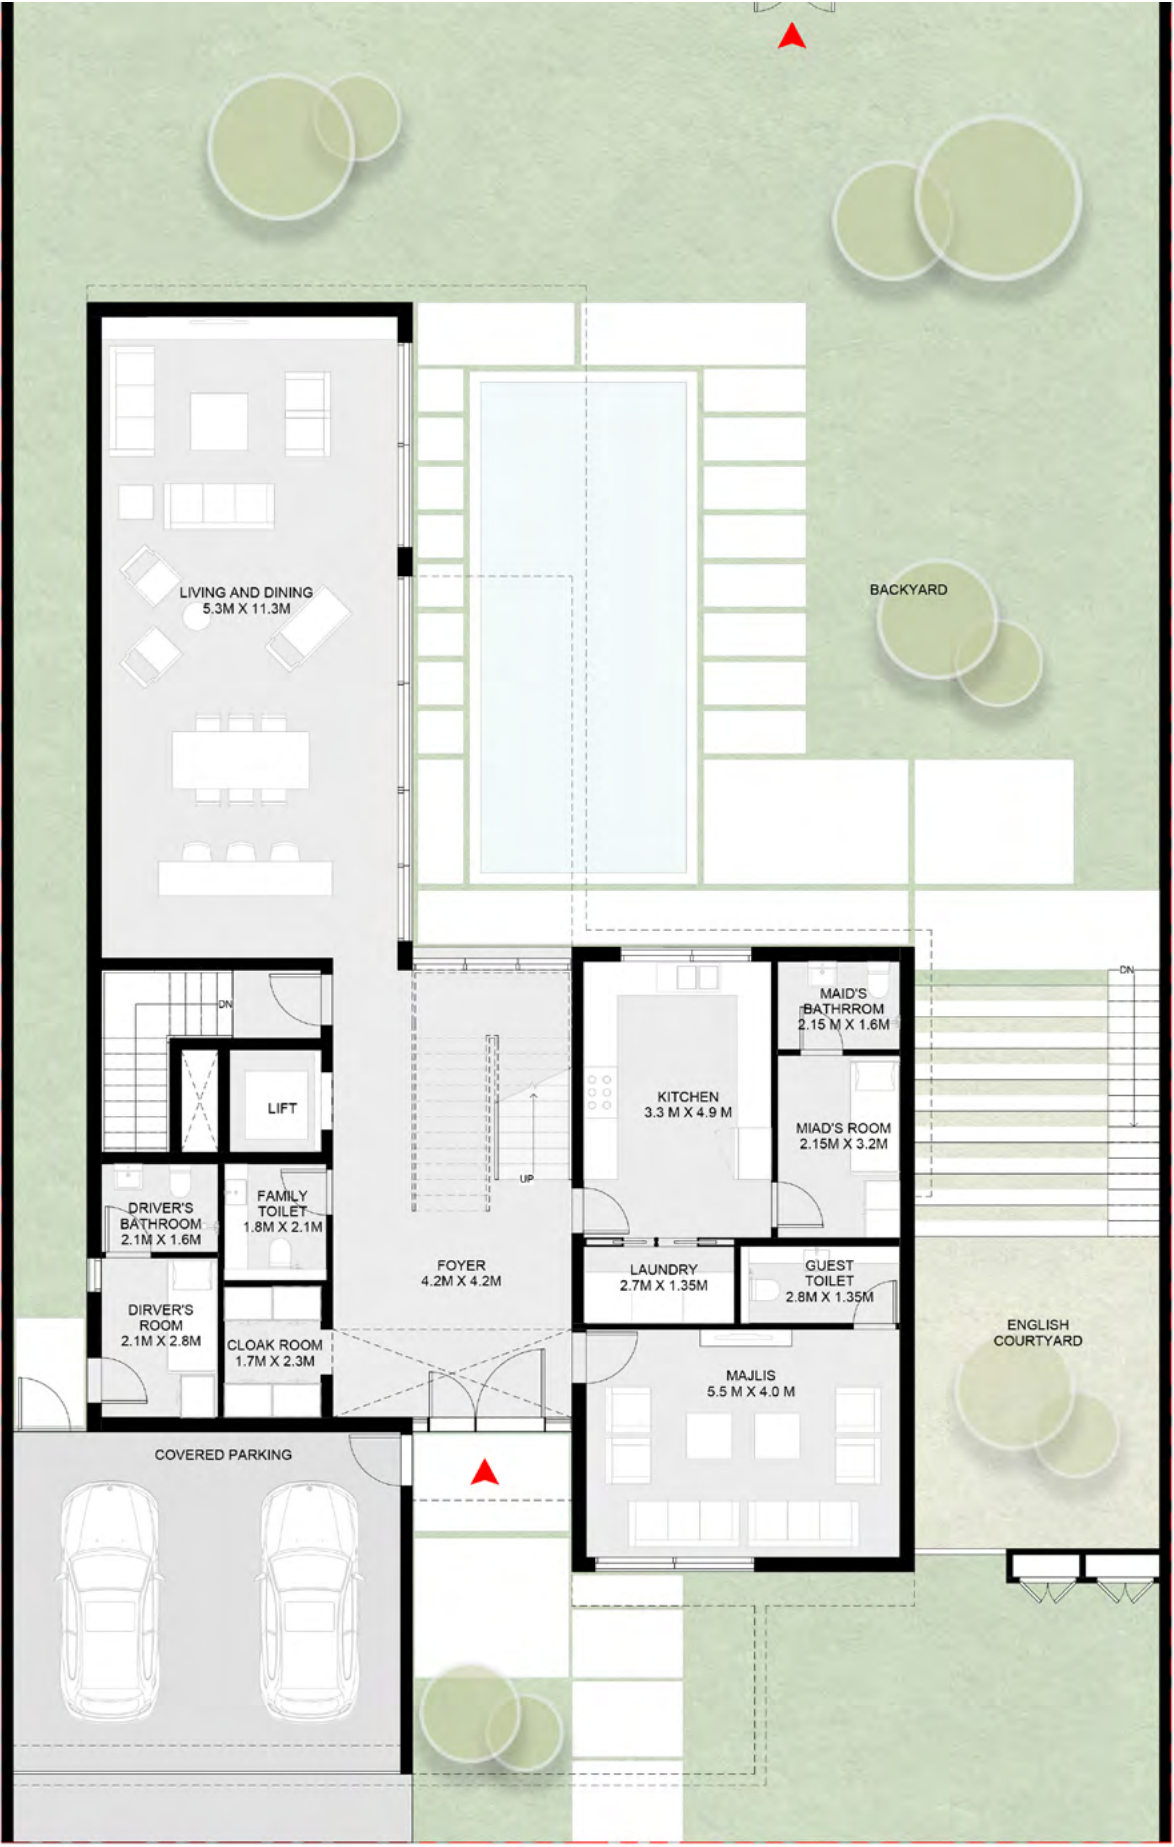 BACKYARD
LIVING AND DINING
5.3M X 11.3M
DN
DN
MAID'S
BATHRROM
2.15 M X 1.6M
LIFT
KITCHEN
3.3 M X 4.9 M
MIAD'S ROOM
2.15M X 3.2M
UP
DRIVER'S
BATHROOM
2.1M X 1.6M
FAMILY
TOILET
1.8M X 2.1M
FOYER
4.2M X 4.2M
LAUNDRY
2.7M X 1.35M
GUEST
TOILET
2.8M X 1.35M
DIRVER'S
ROOM
2.1M X 2.8M
CLOAK ROOM
1.7M X 2.3M
ENGLISH
COURTYARD
MAJLIS
5.5 M X 4.0 M
COVERED PARKING